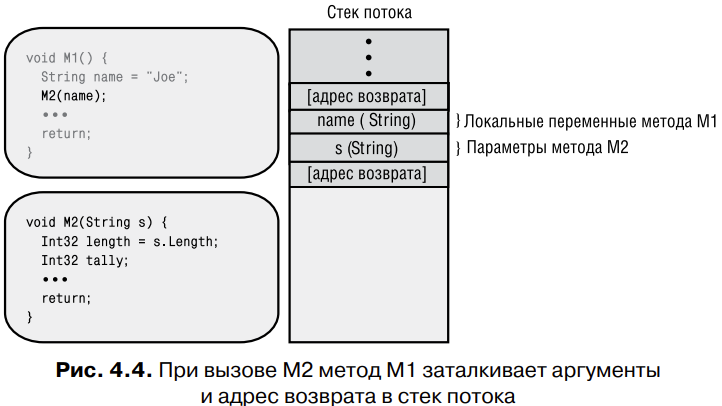 Стек потока
void M1() {
String name = "Joe";
M2(name);
•••
return;
}
•
•
•
[адрес возврата]
name ( String)
} Локальные переменные метода M1
s (String)
} Параметры метода M2
[адрес возврата]
void M2(String s) {
Int32 length = s.Length;
Int32 tally;
•••
return;
}
Рис. 4.4. При вызове M2 метод M1 заталкивает аргументы
и адрес возврата в стек потока